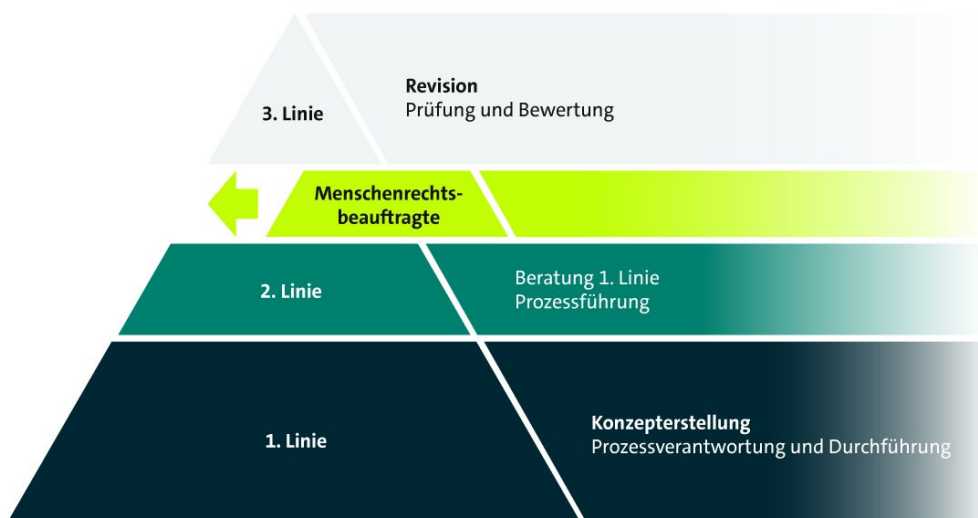 3. Linie
Revision
Prüfung und Bewertung
Menschenrechts-
beauftragte
2. Linie
Beratung 1. Linie
Prozessführung
1. Linie
Konzepterstellung
Prozessverantwortung und Durchführung